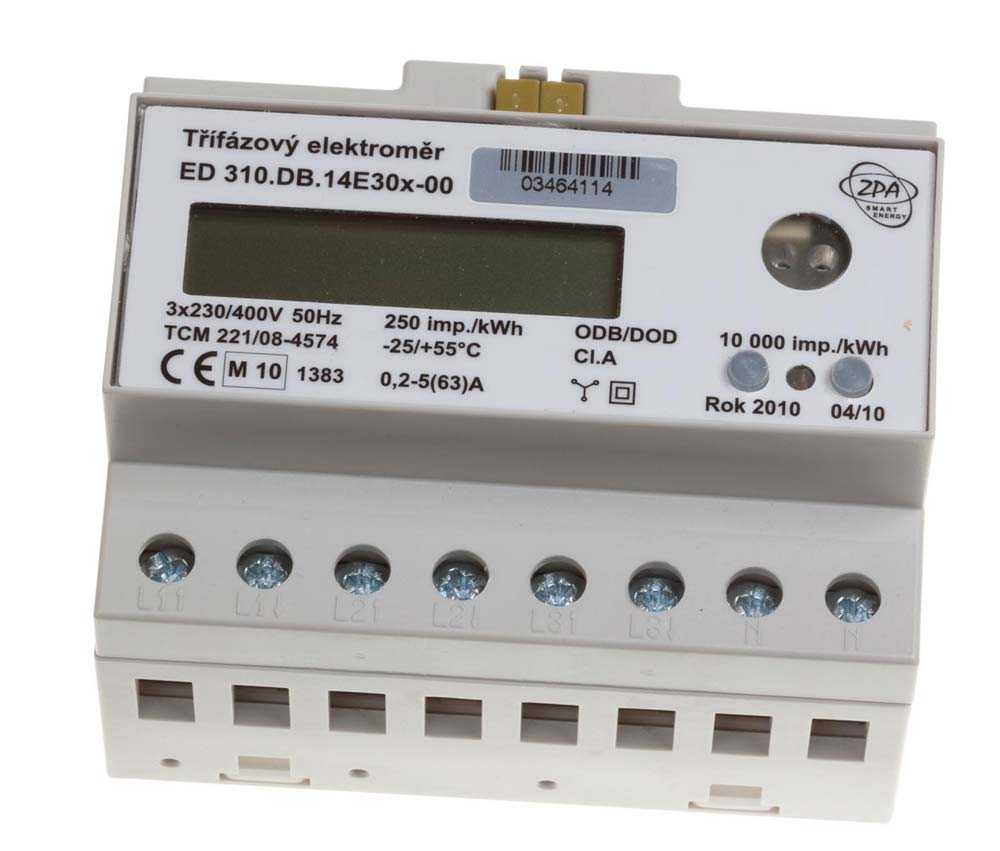 Třífázový elektroměr
ED 310.DB.14E30x-00
03464114
ZPA
SMART
ENERGY
3x230/400V 50Hz
TCM 221/08-4574
CE M 10 1383
250 imp./kWh
-25/+55°C
0,2-5(63)A
ODB/DOD
Cl.A
10 000 imp./kWh
Rok 2010 04/10
L1↑ L1↓ L2↑ L2↓ L3↑ L3↓ N N